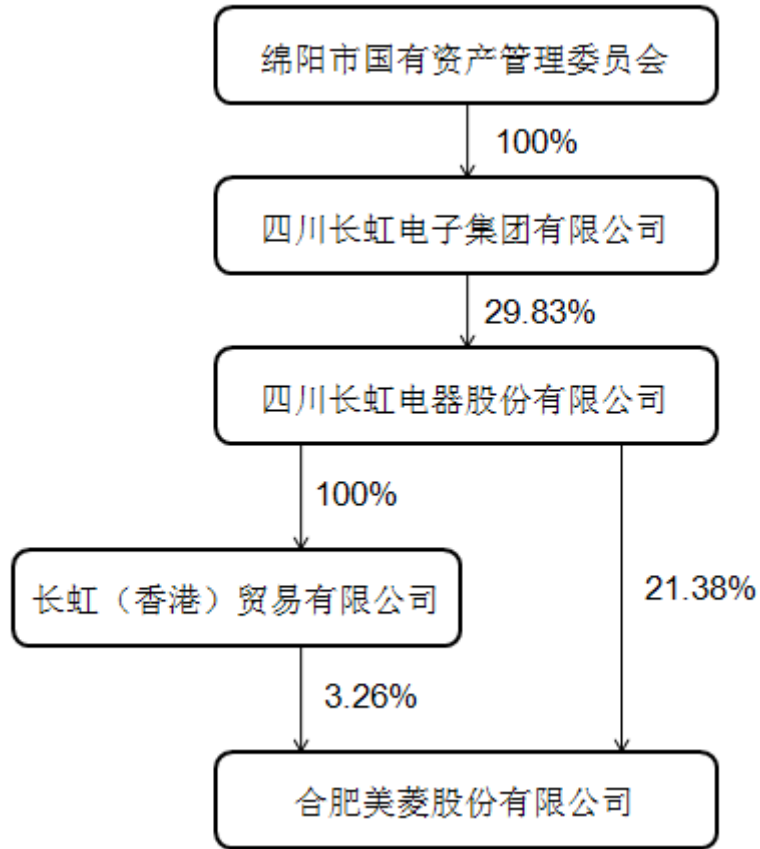 绵阳市国有资产管理委员会
100%
四川长虹电子集团有限公司
29.83%
四川长虹电器股份有限公司
100%
长虹（香港）贸易有限公司
21.38%
3.26%
合肥美菱股份有限公司